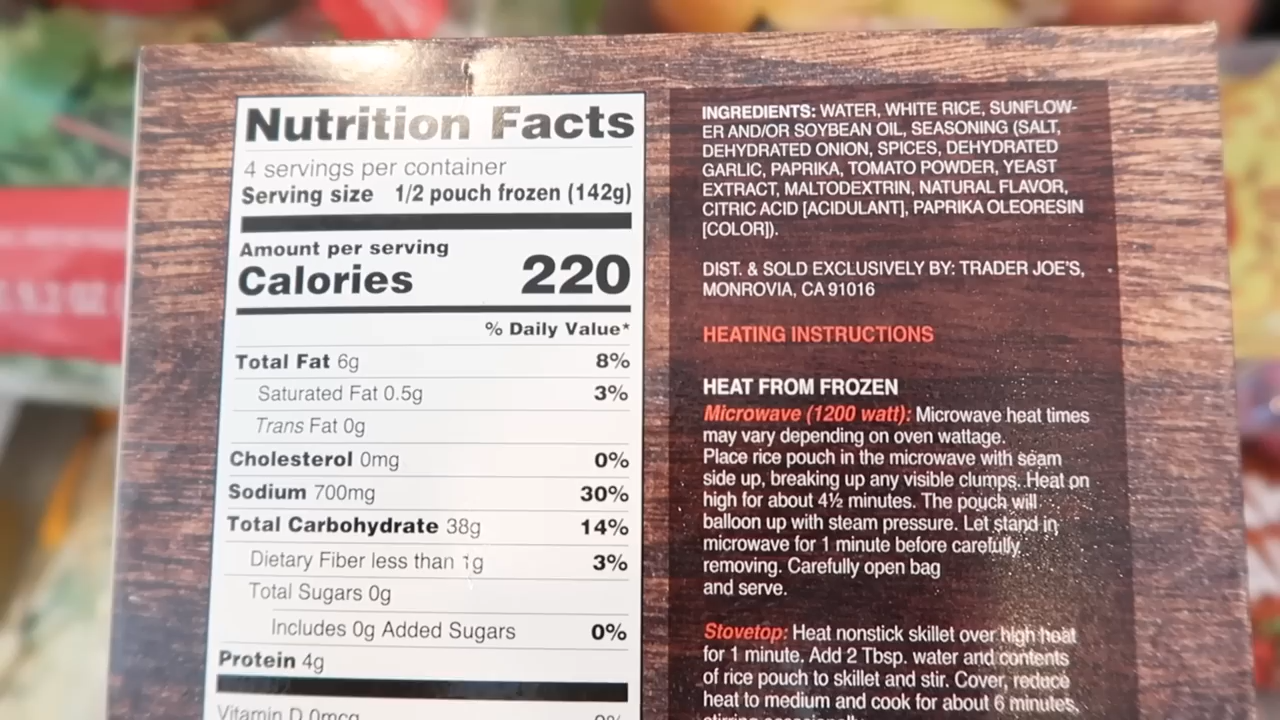 Nutrition Facts
4 servings per container
Serving size 1/2 pouch frozen (142g)
Amount per serving
Calories 220
% Daily Value*
Total Fat 6g 8%
Saturated Fat 0.5g 3%
Trans Fat 0g
Cholesterol 0mg 0%
Sodium 700mg 30%
Total Carbohydrate 38g 14%
Dietary Fiber less than 1g 3%
Total Sugars 0g
Includes 0g Added Sugars 0%
Protein 4g
Vitamin D 0mcg 0%
INGREDIENTS: WATER, WHITE RICE, SUNFLOW-
ER AND/OR SOYBEAN OIL, SEASONING (SALT,
DEHYDRATED ONION, SPICES, DEHYDRATED
GARLIC, PAPRIKA, TOMATO POWDER, YEAST
EXTRACT, MALTODEXTRIN, NATURAL FLAVOR,
CITRIC ACID [ACIDULANT], PAPRIKA OLEORESIN
[COLOR]).
DIST. & SOLD EXCLUSIVELY BY: TRADER JOE'S,
MONROVIA, CA 91016
HEATING INSTRUCTIONS
HEAT FROM FROZEN
Microwave (1200 watt): Microwave heat times
may vary depending on oven wattage.
Place rice pouch in the microwave with seam
side up, breaking up any visible clumps. Heat on
high for about 4½ minutes. The pouch will
balloon up with steam pressure. Let stand in
microwave for 1 minute before carefully
removing. Carefully open bag
and serve.
Stovetop: Heat nonstick skillet over high heat
for 1 minute. Add 2 Tbsp. water and contents
of rice pouch to skillet and stir. Cover, reduce
heat to medium and cook for about 6 minutes,